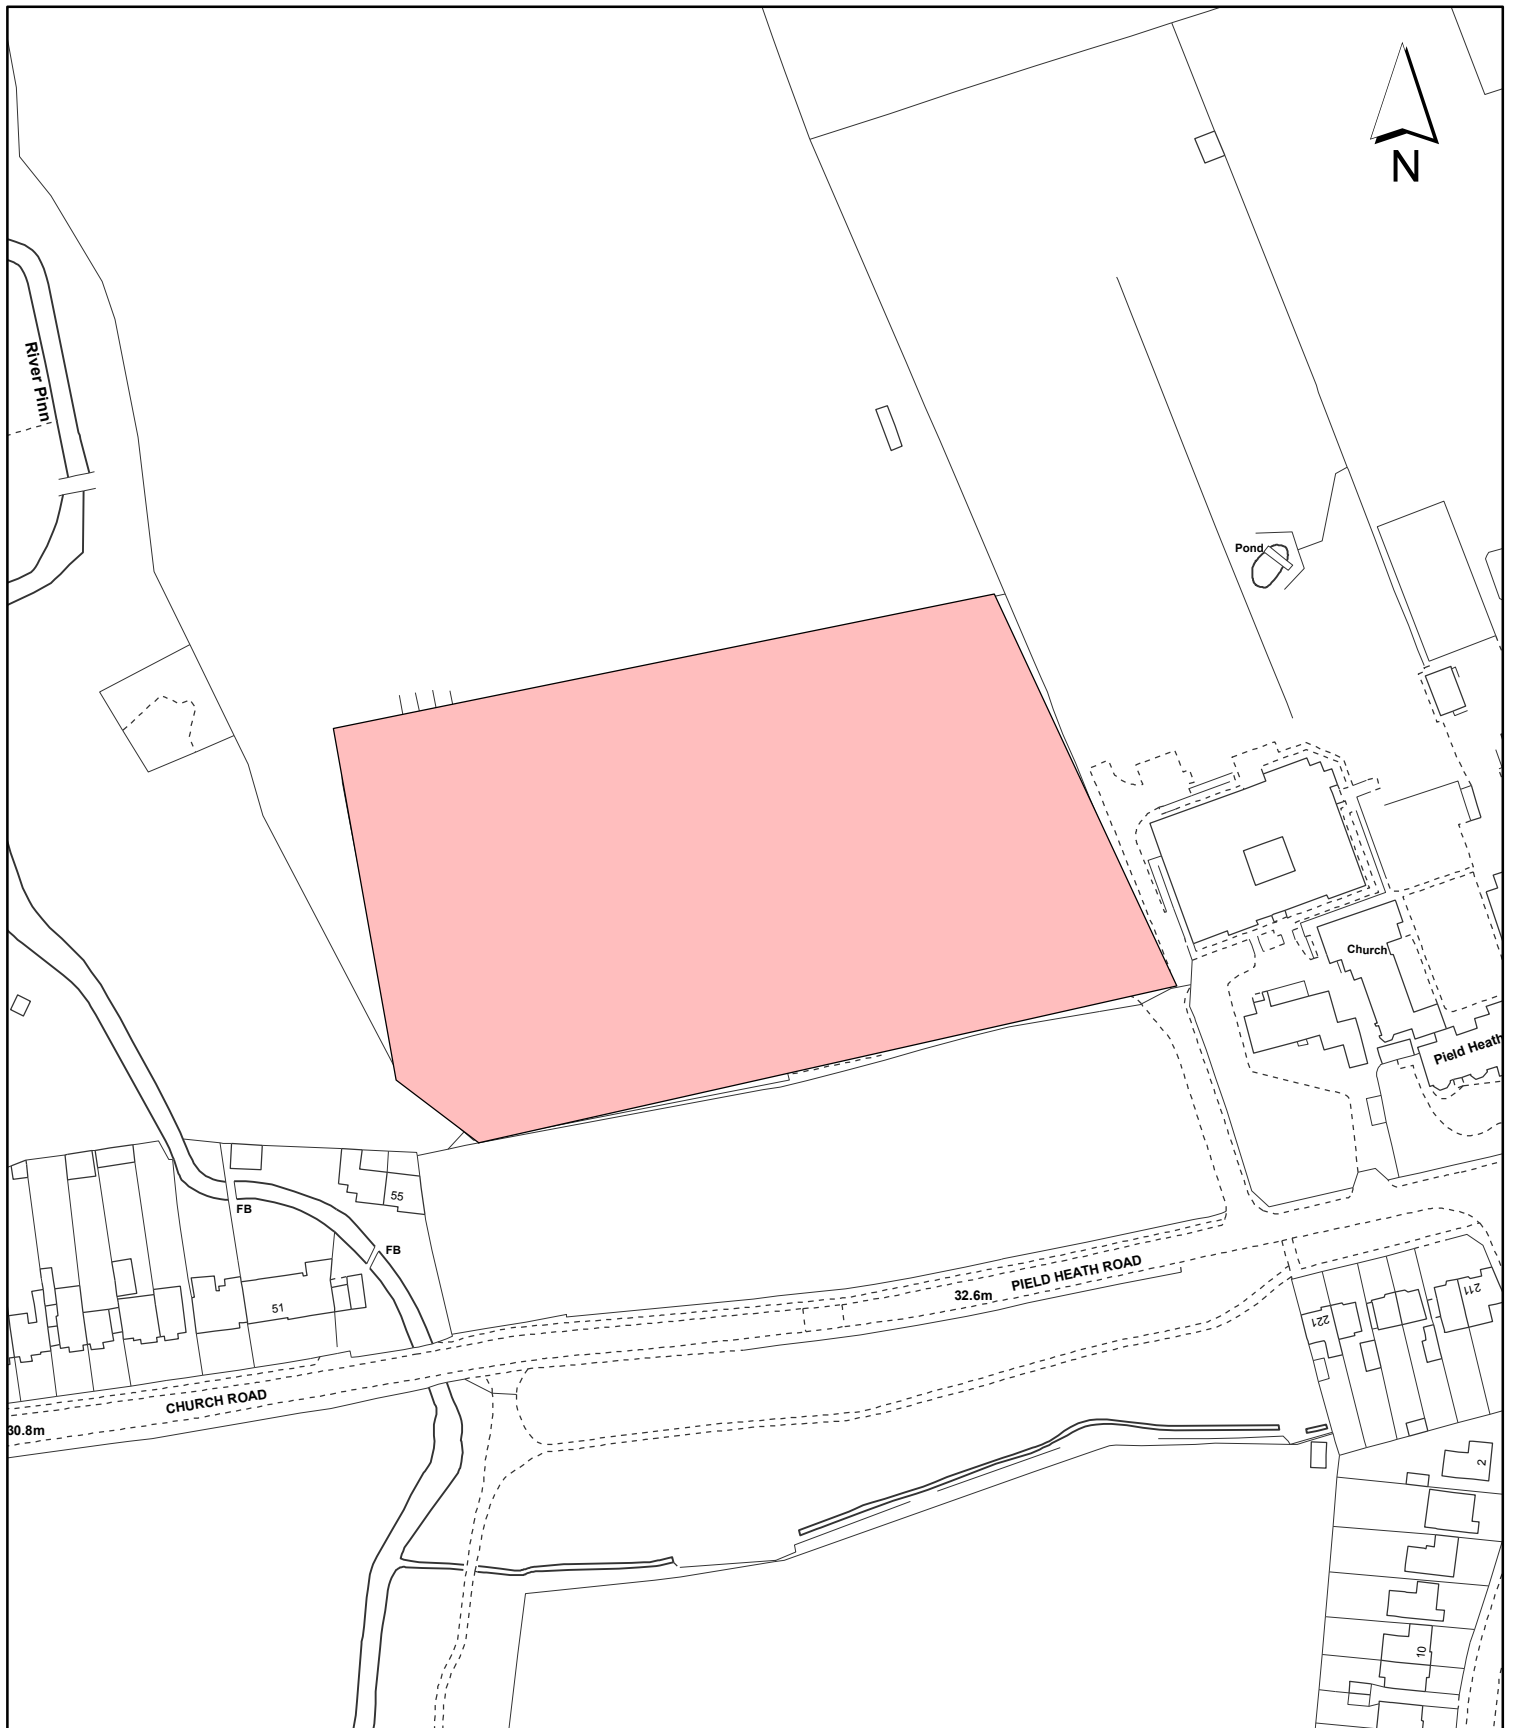 N
River Pinn
Pond
Church
Pield Heath
55
FB
FB
51
PIELD HEATH ROAD
32.6m
211
221
CHURCH ROAD
30.8m
2
10